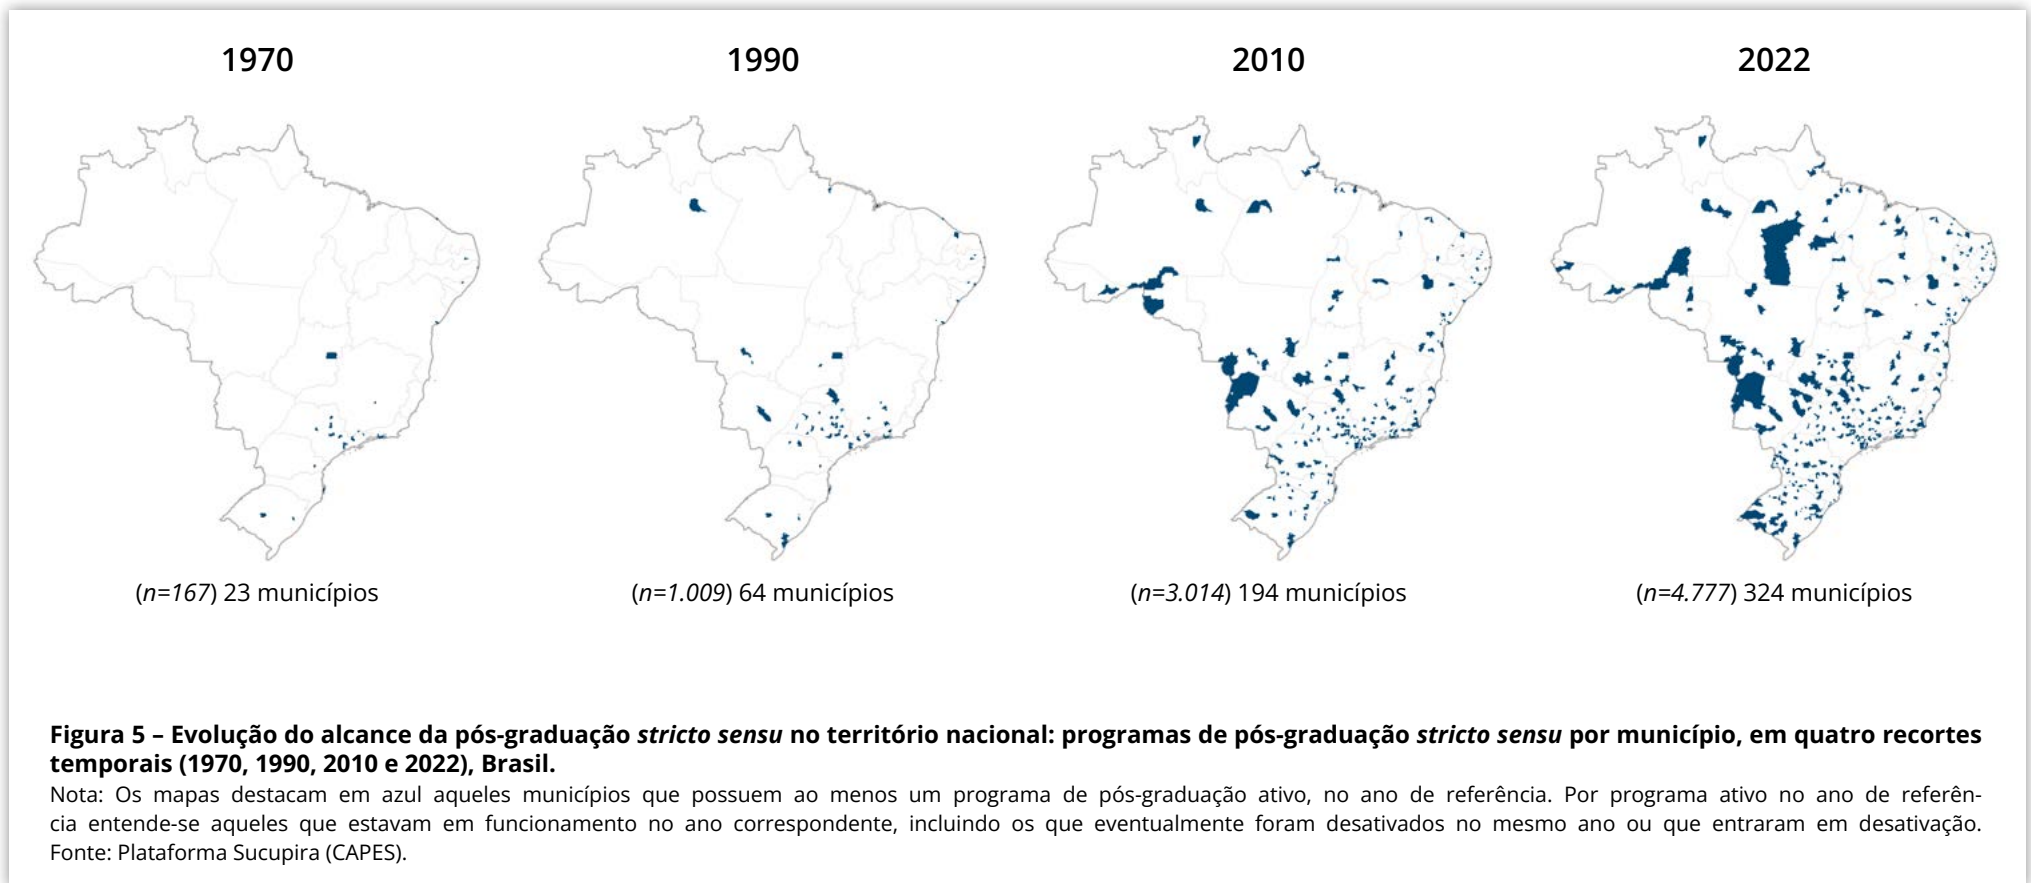 1970
1990
2010
2022
(n=167) 23 municípios
(n=1.009) 64 municípios
(n=3.014) 194 municípios
(n=4.777) 324 municípios
Figura 5 – Evolução do alcance da pós-graduação stricto sensu no território nacional: programas de pós-graduação stricto sensu por município, em quatro recortes
temporais (1970, 1990, 2010 e 2022), Brasil.
Nota: Os mapas destacam em azul aqueles municípios que possuem ao menos um programa de pós-graduação ativo, no ano de referência. Por programa ativo no ano de referên-
cia entende-se aqueles que estavam em funcionamento no ano correspondente, incluindo os que eventualmente foram desativados no mesmo ano ou que entraram em desativação.
Fonte: Plataforma Sucupira (CAPES).